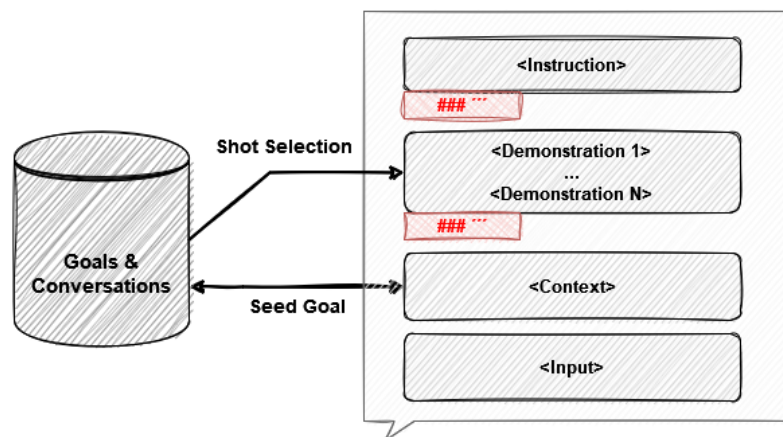 <Instruction>
### ```
Shot Selection
<Demonstration 1>
...
<Demonstration N>
### ```
Goals &
Conversations
<Context>
Seed Goal
<Input>